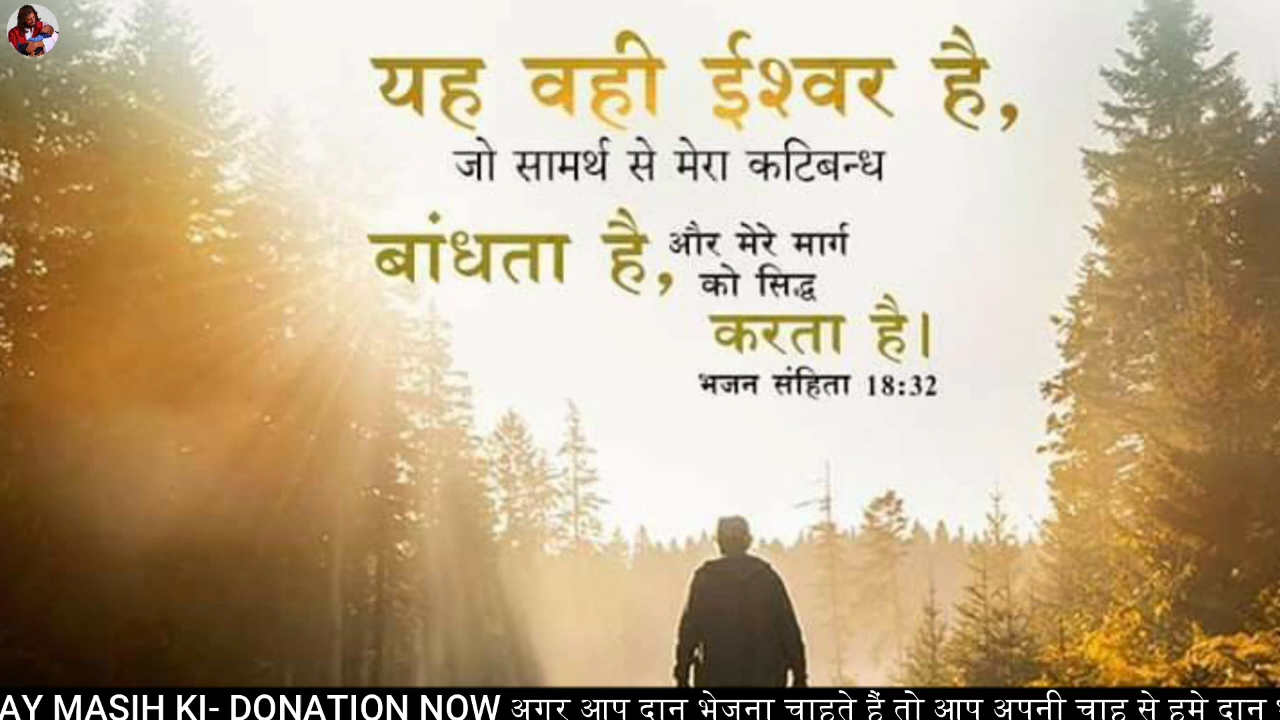 यह वही ईश्वर है,
जो सामर्थ से मेरा कटिबन्ध
बांधता है, और मेरे मार्ग
को सिद्ध
करता है।
भजन संहिता 18:32
AY MASIH KI- DONATION NOW अगर आप दान भेजना चाहते हैं तो आप अपनी चाह से हमे दान